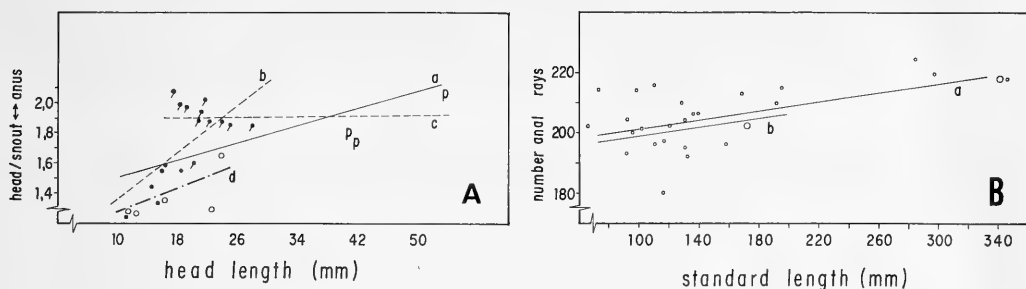 head/snout ↔ anus
2,0
1,8
1,6
1,4
b
a
p
c
p
p
d
A
10 18 26 34 42 50
head length (mm)
number anal rays
220
200
180
a
b
B
100 140 180 220 260 300 340
standard length (mm)